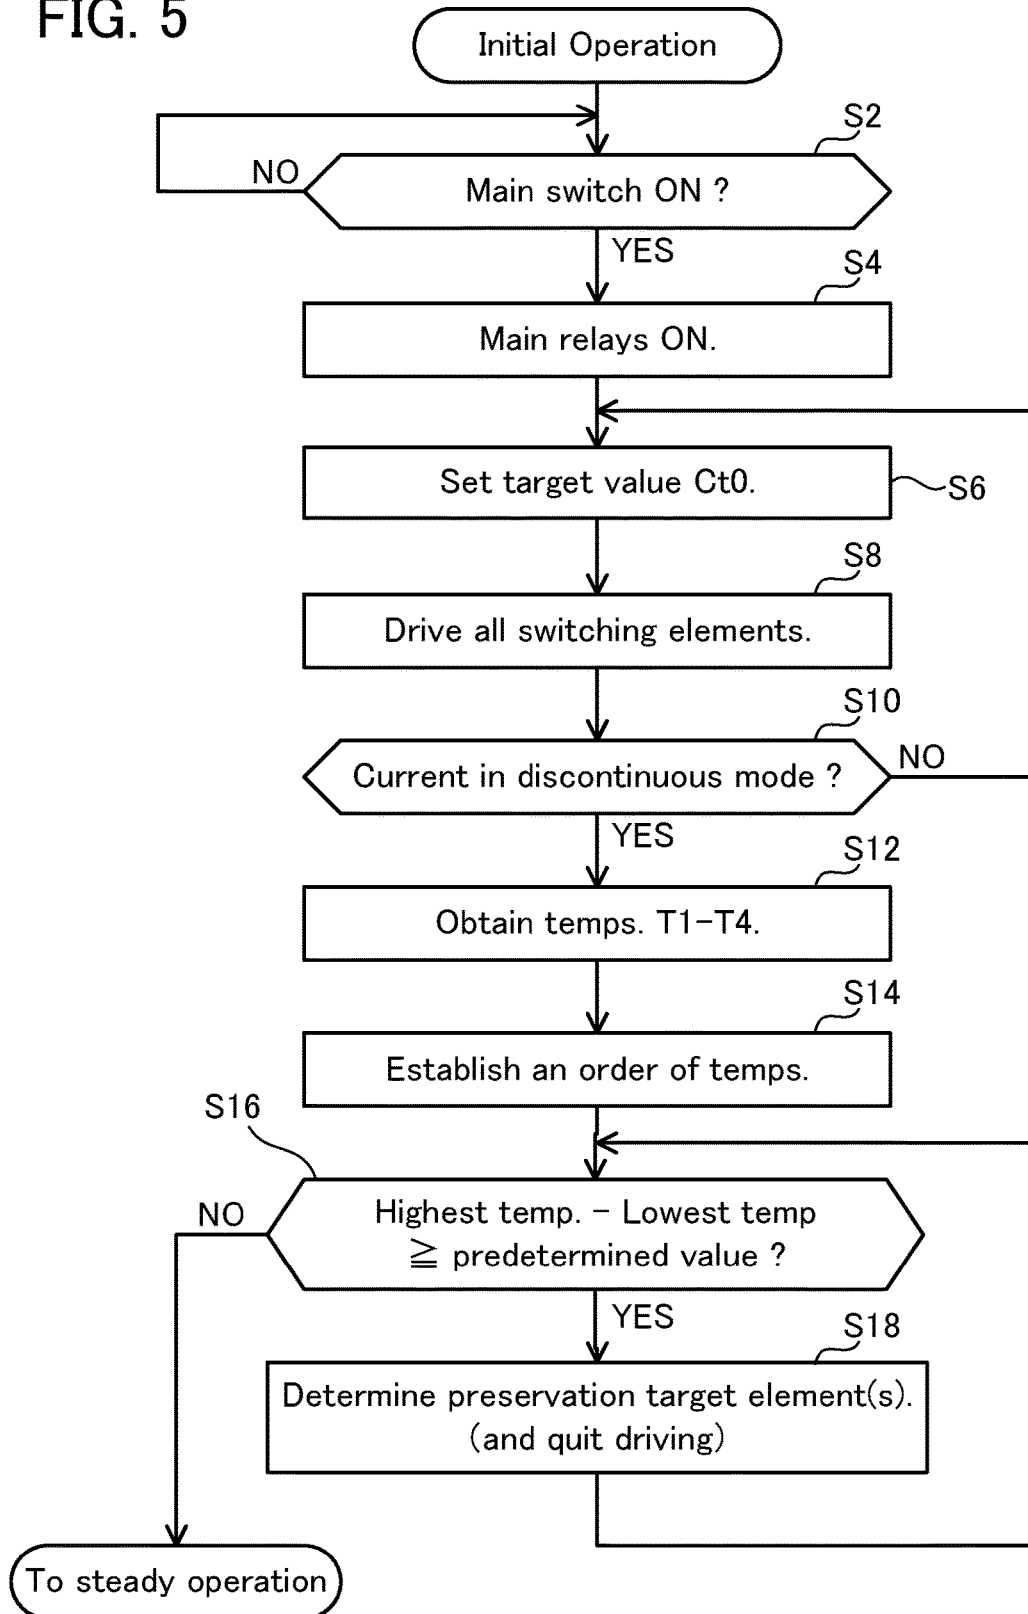 FIG. 5
Initial Operation
S2
NO
Main switch ON ?
YES
S4
Main relays ON.
Set target value Ct0.
S6
S8
Drive all switching elements.
S10
Current in discontinuous mode ?
NO
YES
S12
Obtain temps. T1-T4.
S14
Establish an order of temps.
S16
NO
Highest temp. - Lowest temp
≧ predetermined value ?
YES
S18
Determine preservation target element(s).
(and quit driving)
To steady operation